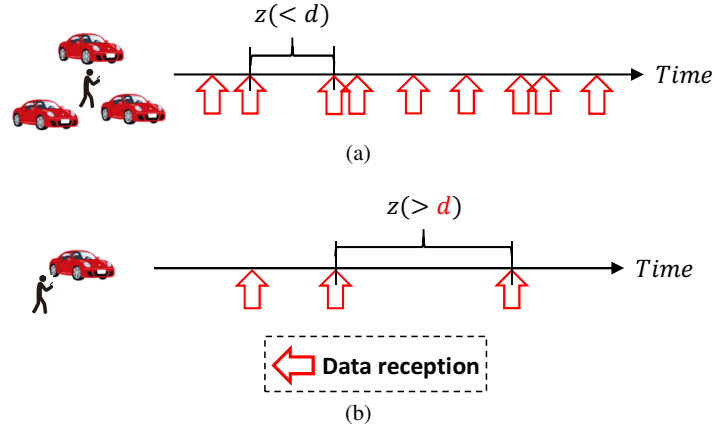 z(< d)
Time
(a)
z(> d)
Time
Data reception
(b)